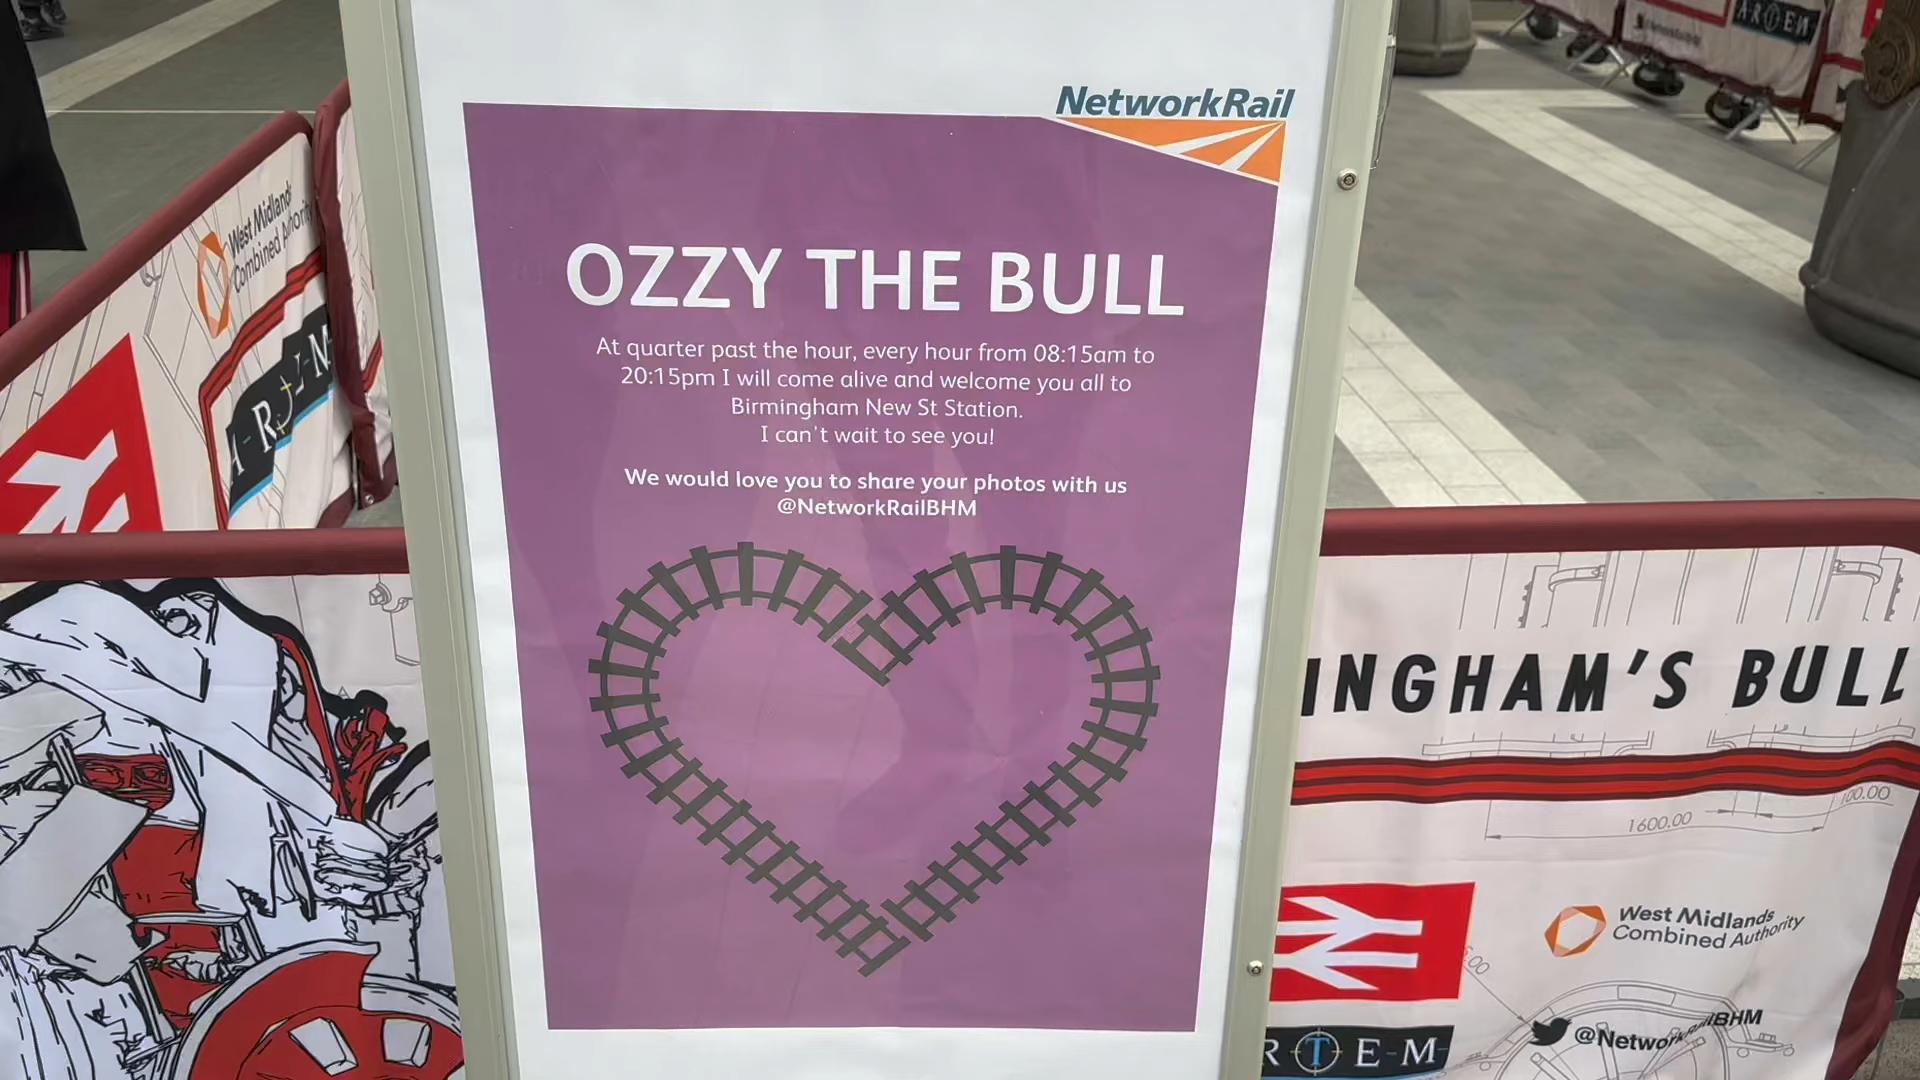 NetworkRail
OZZY THE BULL
At quarter past the hour, every hour from 08:15am to
20:15pm I will come alive and welcome you all to
Birmingham New St Station.
I can't wait to see you!
We would love you to share your photos with us
@NetworkRailBHM
West Midlands
Combined Authority
INGHAM'S BULL
1600.00
100.00
West Midlands
Combined Authority
@NetworkRailBHM
R T E-M